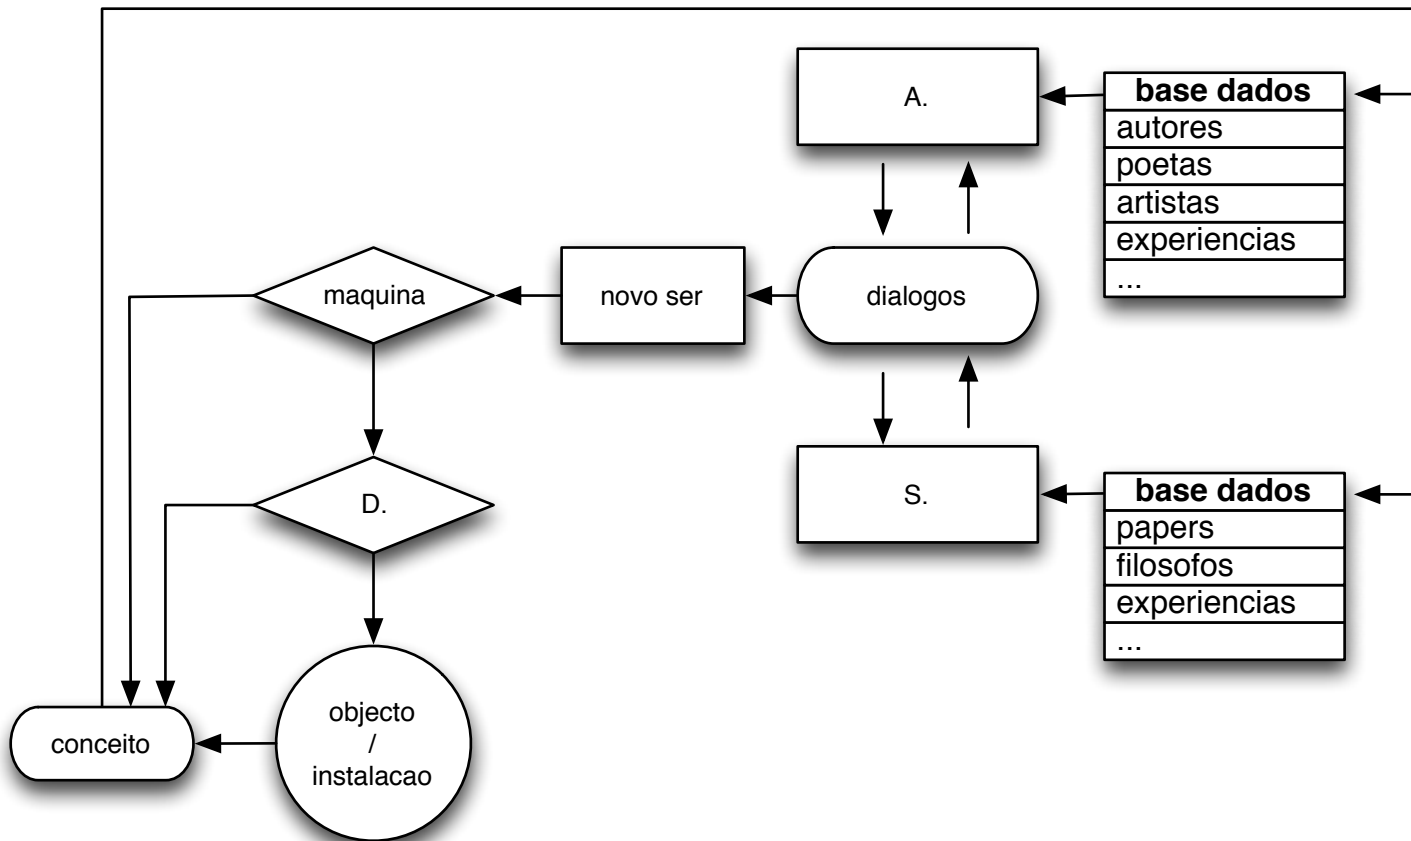 A.
base dados
autores
poetas
artistas
experiencias
...
maquina
novo ser
dialogos
D.
S.
base dados
papers
filosofos
experiencias
...
conceito
objecto
/
instalacao